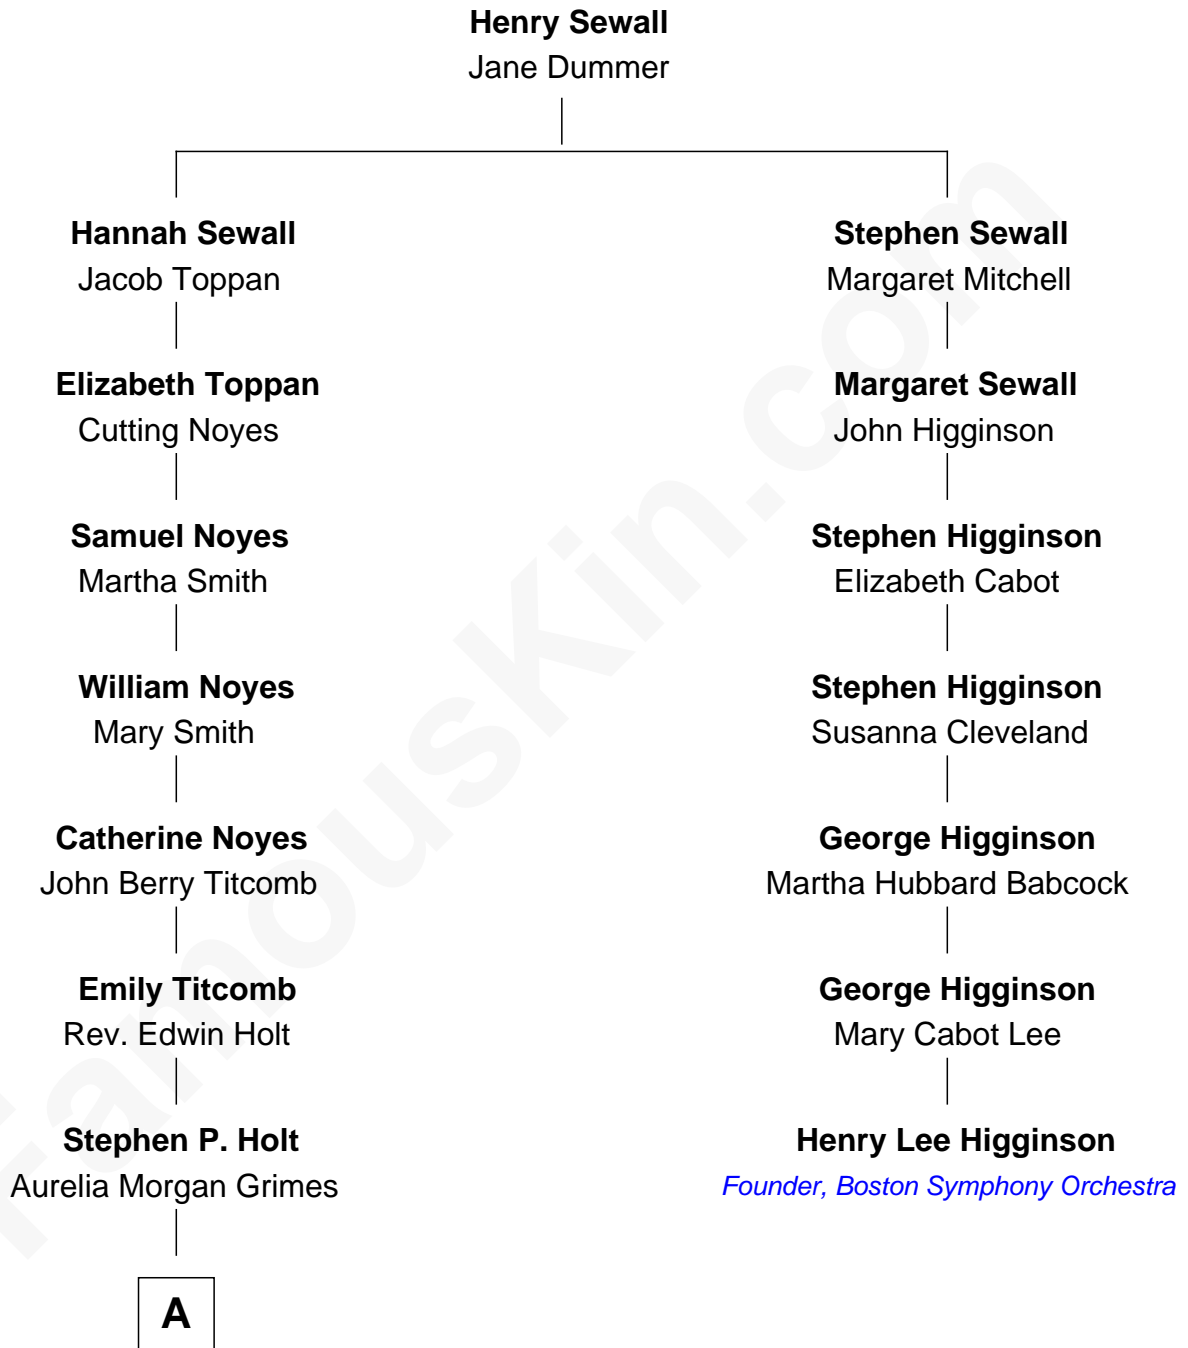 Henry Sewall
Jane Dummer
Hannah Sewall
Jacob Toppan
Stephen Sewall
Margaret Mitchell
Elizabeth Toppan
Cutting Noyes
Margaret Sewall
John Higginson
Samuel Noyes
Martha Smith
Stephen Higginson
Elizabeth Cabot
William Noyes
Mary Smith
Stephen Higginson
Susanna Cleveland
Catherine Noyes
John Berry Titcomb
George Higginson
Martha Hubbard Babcock
Emily Titcomb
Rev. Edwin Holt
George Higginson
Mary Cabot Lee
Stephen P. Holt
Aurelia Morgan Grimes
Henry Lee Higginson
Founder, Boston Symphony Orchestra
A
FamousKin.com